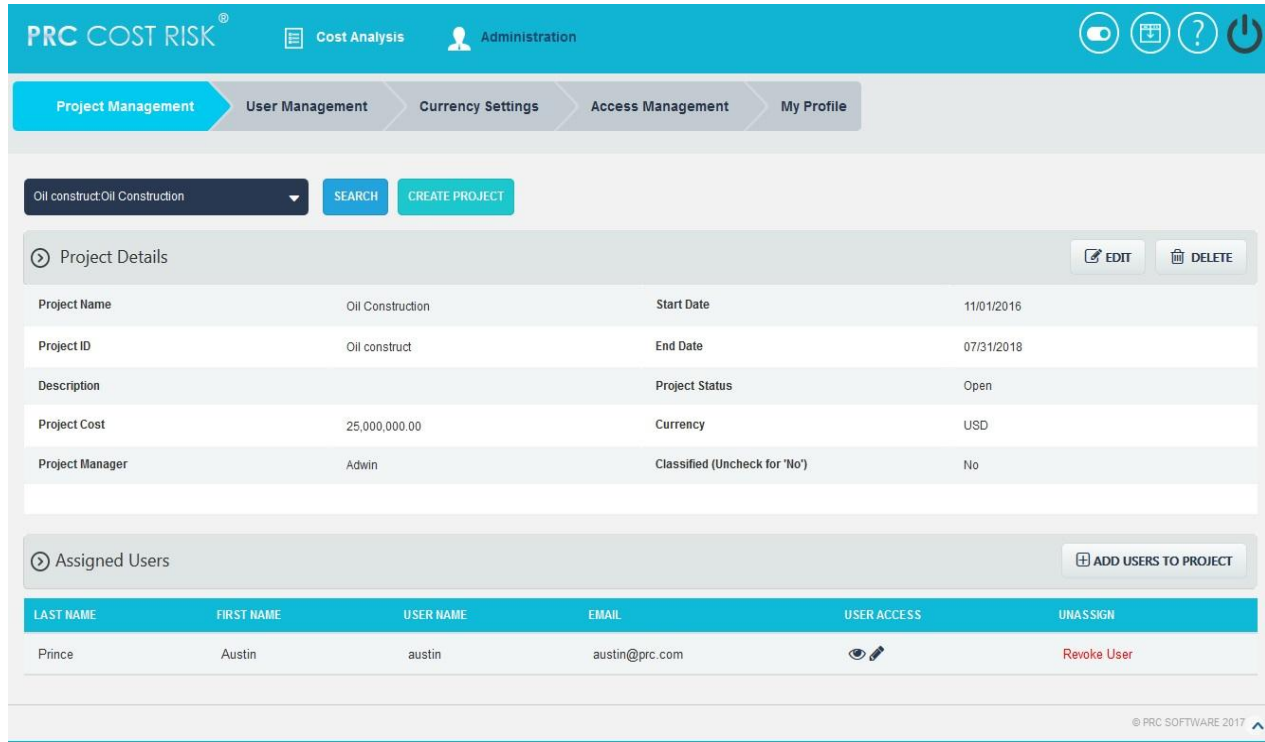 PRC COST RISK® Cost Analysis Administration ?
Project Management User Management Currency Settings Access Management My Profile
Oil construct:Oil Construction SEARCH CREATE PROJECT
Project Details EDIT DELETE
Project Name Oil Construction Start Date 11/01/2016
Project ID Oil construct End Date 07/31/2018
Description Project Status Open
Project Cost 25,000,000.00 Currency USD
Project Manager Adwin Classified (Uncheck for 'No') No
Assigned Users ADD USERS TO PROJECT
LAST NAME FIRST NAME USER NAME EMAIL USER ACCESS UNASSIGN
Prince Austin austin austin@prc.com Revoke User
© PRC SOFTWARE 2017